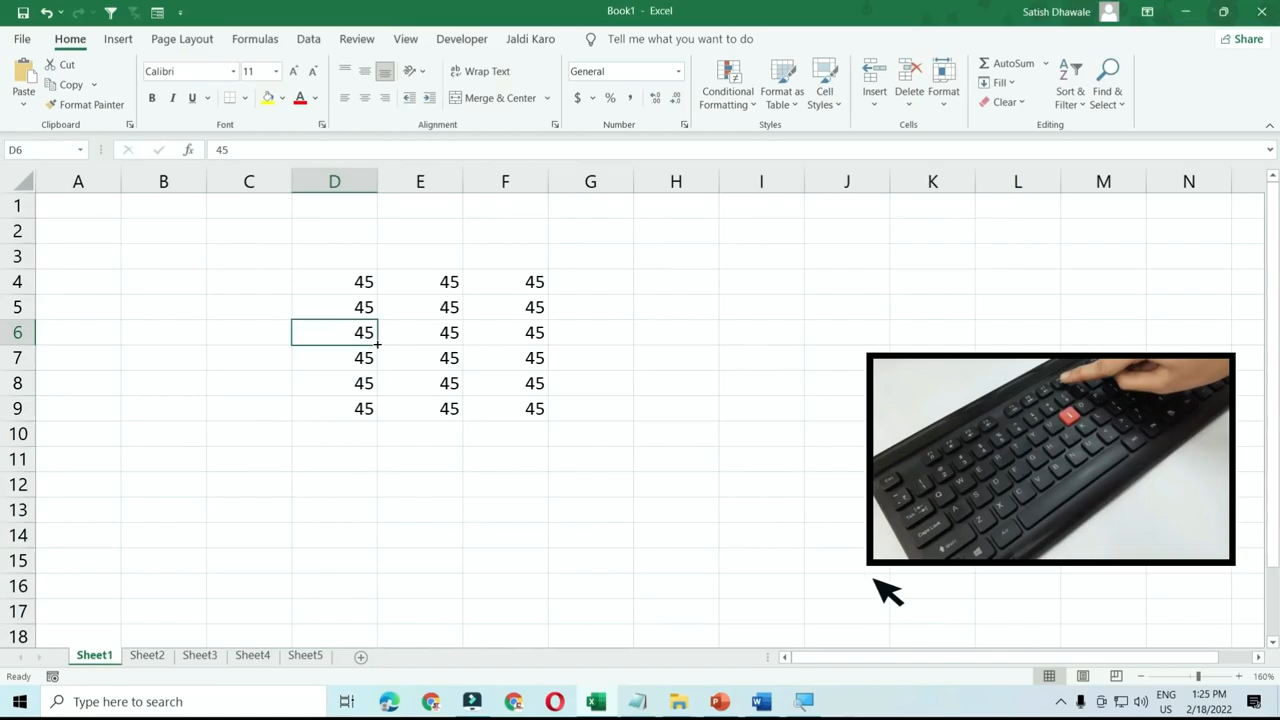 Book1 - Excel
Satish Dhawale
File Home Insert Page Layout Formulas Data Review View Developer Jaldi Karo Tell me what you want to do
Share
Paste
Cut
Copy
Format Painter
Clipboard
Calibri 11
B I U A
Font
Wrap Text
Merge & Center
Alignment
General
$ % ,
Number
Conditional Formatting
Format as Table
Cell Styles
Styles
Insert
Delete
Format
Cells
AutoSum
Fill
Clear
Sort & Filter
Find & Select
Editing
D6 fx 45
A B C D E F G H I J K L M N
1
2
3
4 45 45 45
5 45 45 45
6 45 45 45
7 45 45 45
8 45 45 45
9 45 45 45
10
11
12
13
14
15
16
17
18
Sheet1 Sheet2 Sheet3 Sheet4 Sheet5
Ready
160%
Type here to search
ENG
US
1:25 PM
2/18/2022